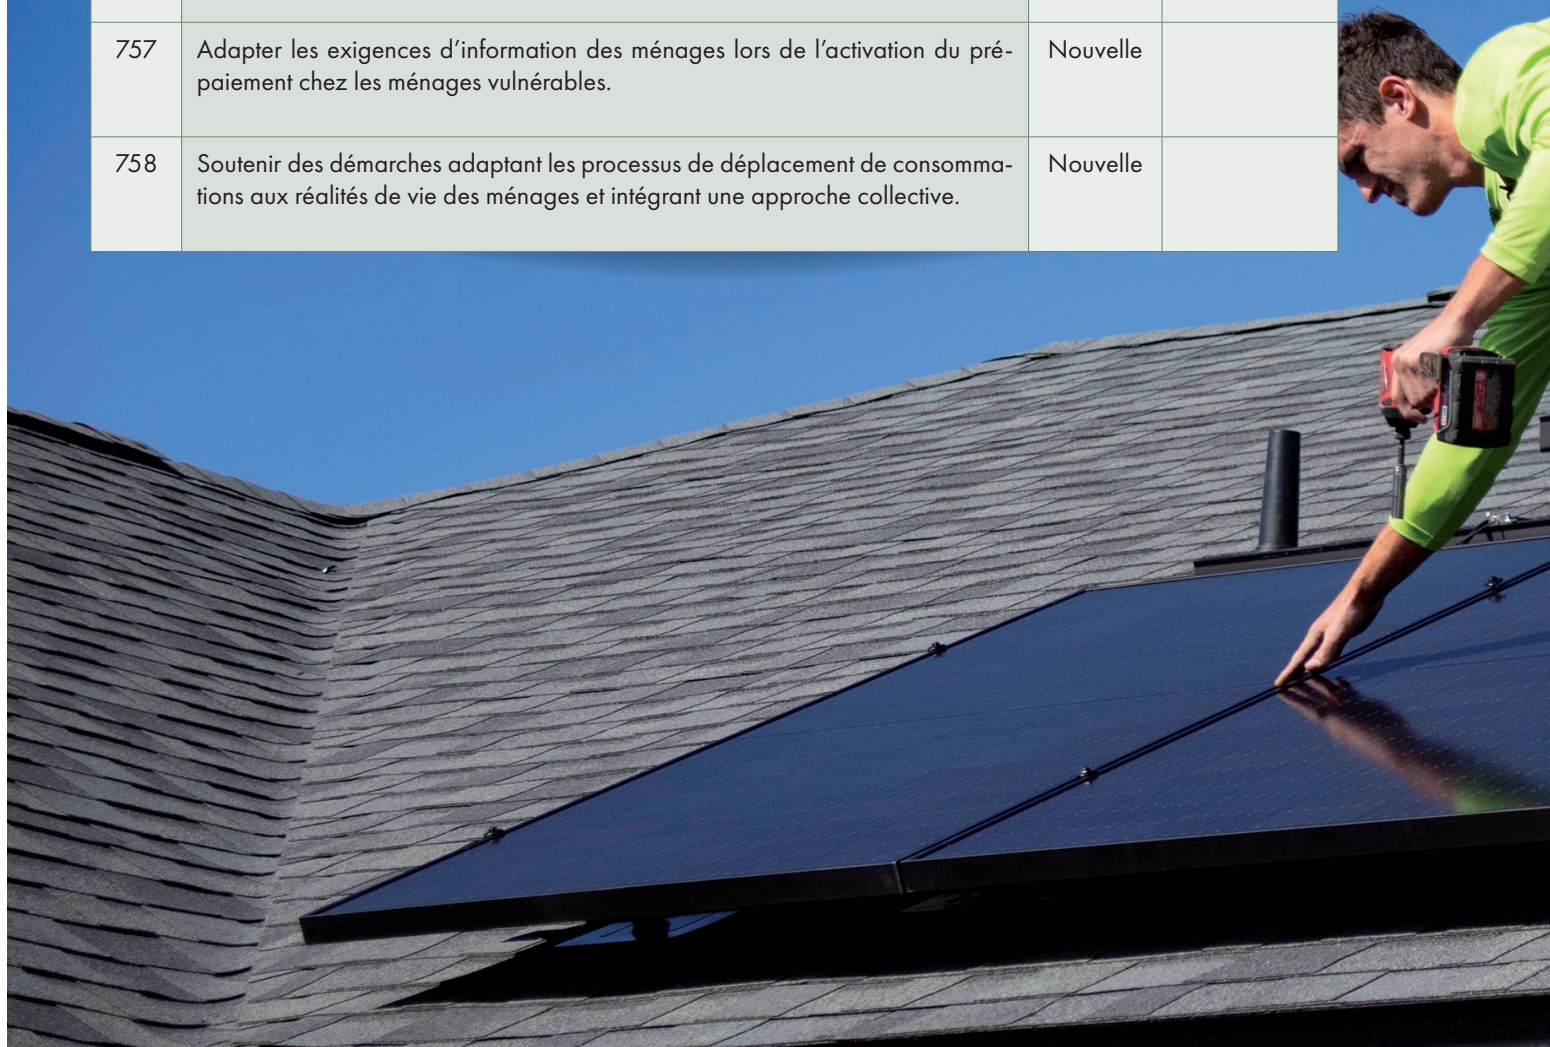 757 Adapter les exigences d’information des ménages lors de l’activation du pré- Nouvelle
paiement chez les ménages vulnérables.
758 Soutenir des démarches adaptant les processus de déplacement de consomma- Nouvelle
tions aux réalités de vie des ménages et intégrant une approche collective.